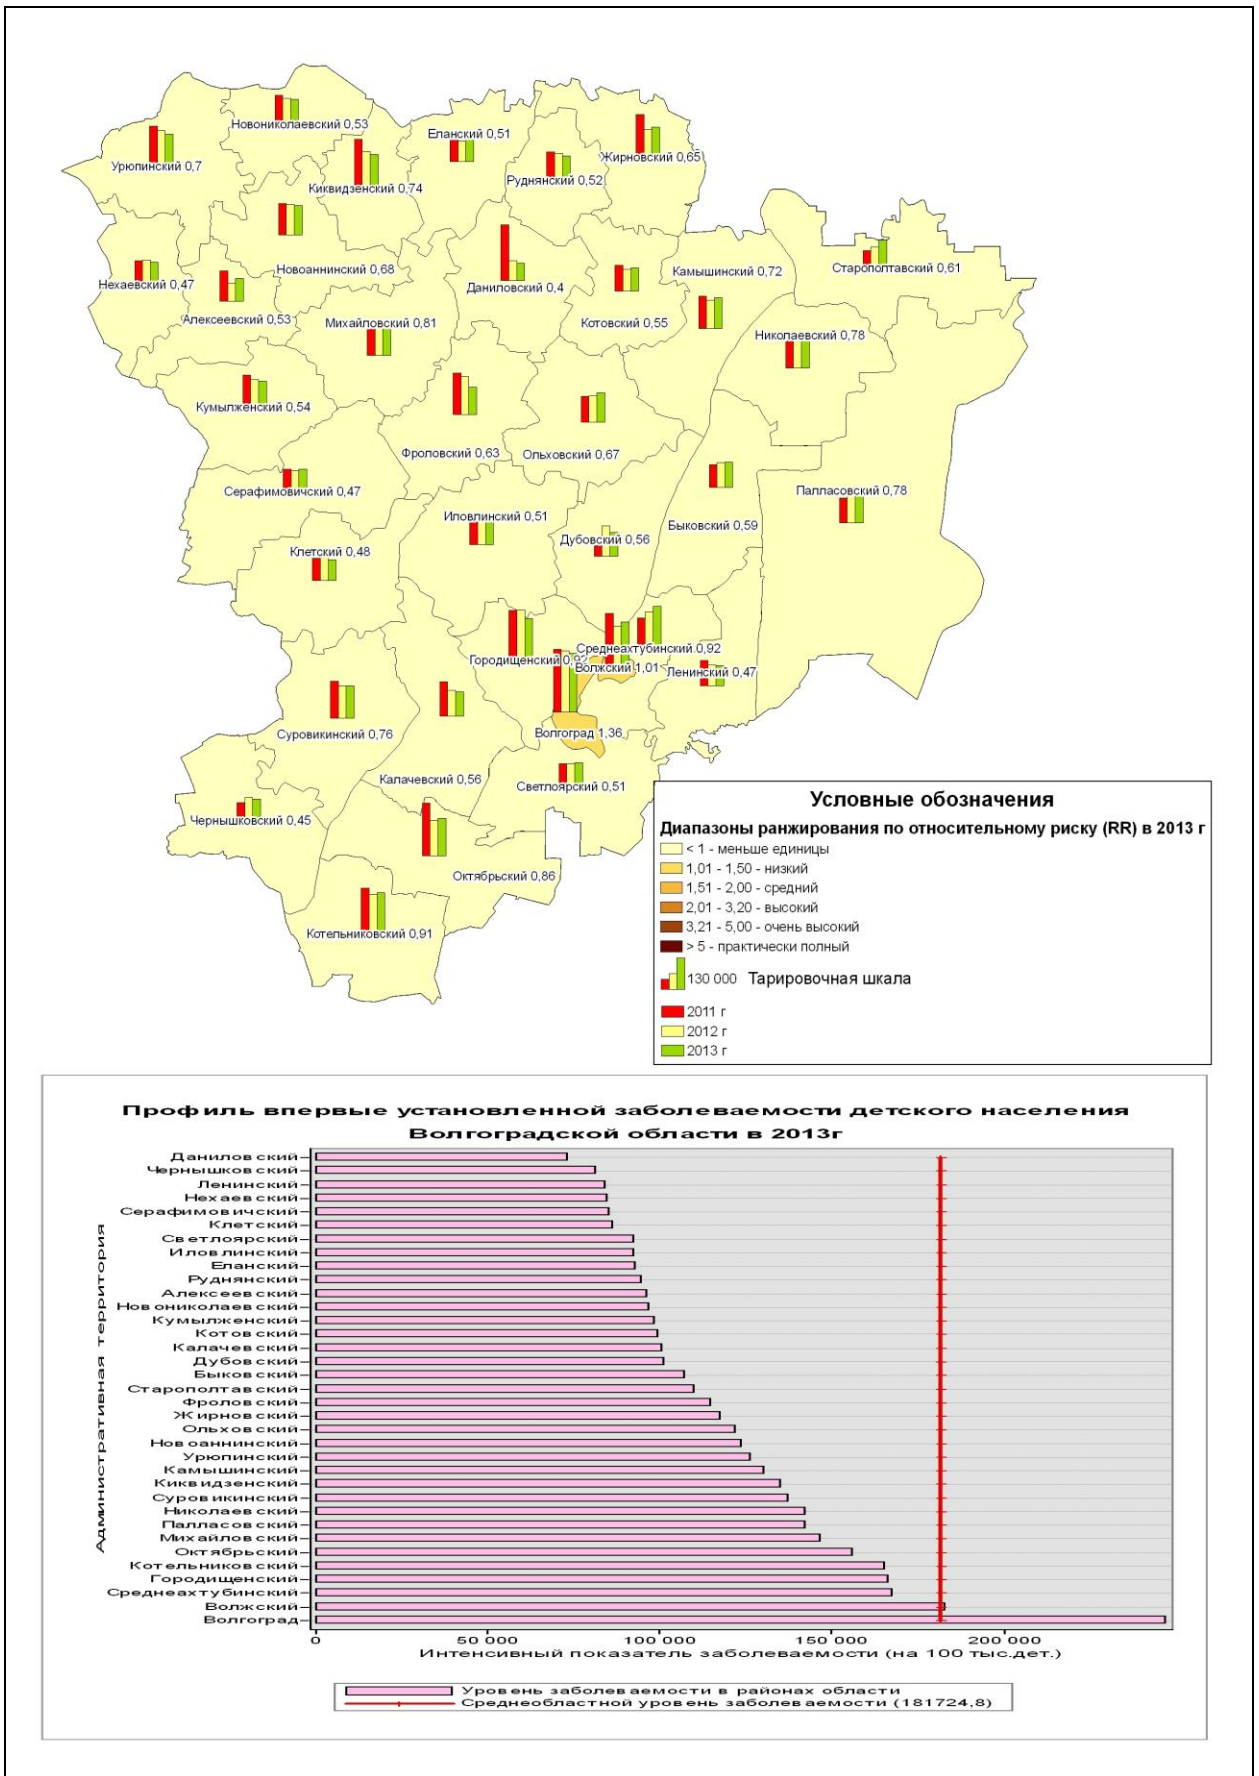 Новониколаевский 0,53
Еланский 0,51
Урюпинский 0,7
Киквидзенский 0,74
Руднянский 0,52
Жирновский 0,65
Новоаннинский 0,68
Нехаевский 0,47
Алексеевский 0,53
Даниловский 0,4
Камышинский 0,72
Старополтавский 0,61
Михайловский 0,81
Котовский 0,55
Николаевский 0,78
Кумылженский 0,54
Фроловский 0,63
Ольховский 0,67
Серафимовичский 0,47
Палласовский 0,78
Иловлинский 0,51
Быковский 0,59
Клетский 0,48
Дубовский 0,56
Среднеахтубинский 0,92
Городищенский 0,92
Волжский 1,01
Ленинский 0,47
Суровикинский 0,76
Волгоград 1,36
Калачевский 0,56
Светлоярский 0,51
Чернышковский 0,45
Октябрьский 0,86
Котельниковский 0,91
Условные обозначения
Диапазоны ранжирования по относительному риску (RR) в 2013 г
< 1 - меньше единицы
1,01 - 1,50 - низкий
1,51 - 2,00 - средний
2,01 - 3,20 - высокий
3,21 - 5,00 - очень высокий
> 5 - практически полный
130 000 Тарировочная шкала
2011 г
2012 г
2013 г
Профиль впервые установленной заболеваемости детского населения
Волгоградской области в 2013г
Административная территория
Даниловский
Чернышковский
Ленинский
Нехаевский
Серафимовичский
Клетский
Светлоярский
Иловлинский
Еланский
Руднянский
Алексеевский
Новониколаевский
Кумылженский
Котовский
Калачевский
Дубовский
Быковский
Старополтавский
Фроловский
Жирновский
Ольховский
Новоаннинский
Урюпинский
Камышинский
Киквидзенский
Суровикинский
Николаевский
Палласовский
Михайловский
Октябрьский
Котельниковский
Городищенский
Среднеахтубинский
Волжский
Волгоград
0 50 000 100 000 150 000 200 000
Интенсивный показатель заболеваемости (на 100 тыс.дет.)
Уровень заболеваемости в районах области
Среднеобластной уровень заболеваемости (181724,8)